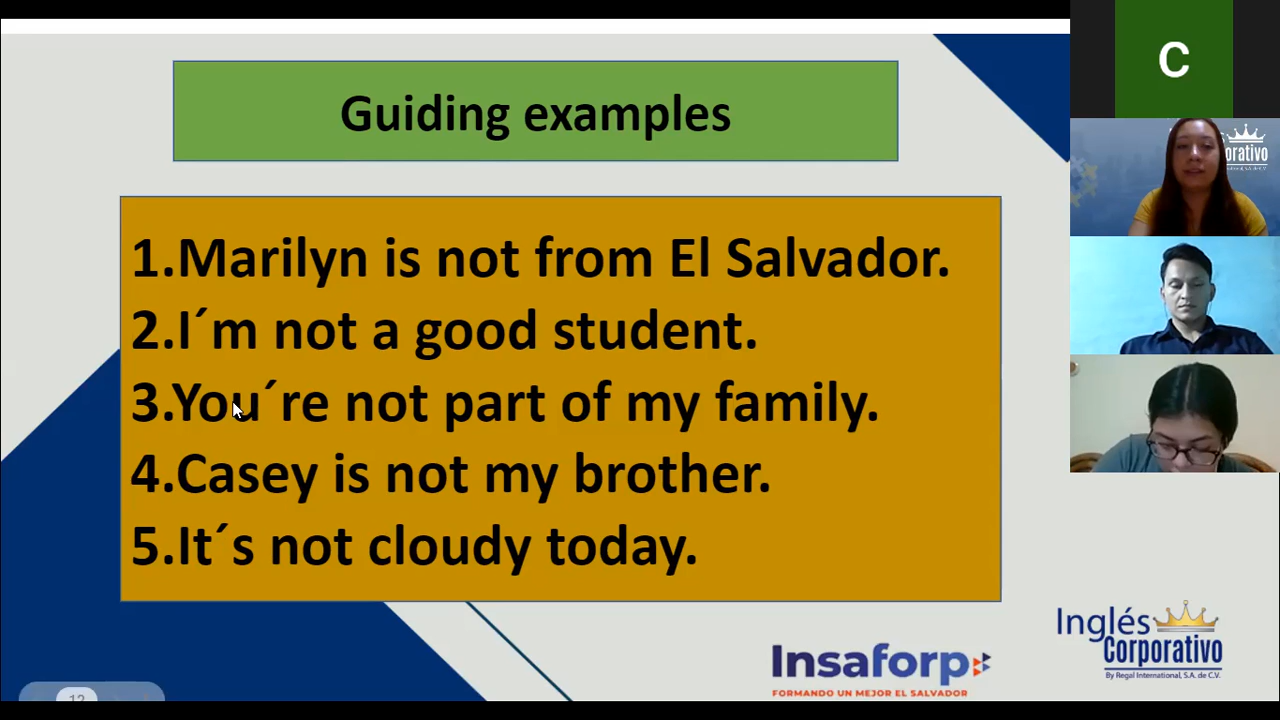 Guiding examples
1.Marilyn is not from El Salvador.
2.I´m not a good student.
3.You´re not part of my family.
4.Casey is not my brother.
5.It´s not cloudy today.
Insaforp
FORMANDO UN MEJOR EL SALVADOR
Inglés
Corporativo
By Regal International, S.A. de C.V.
12
C